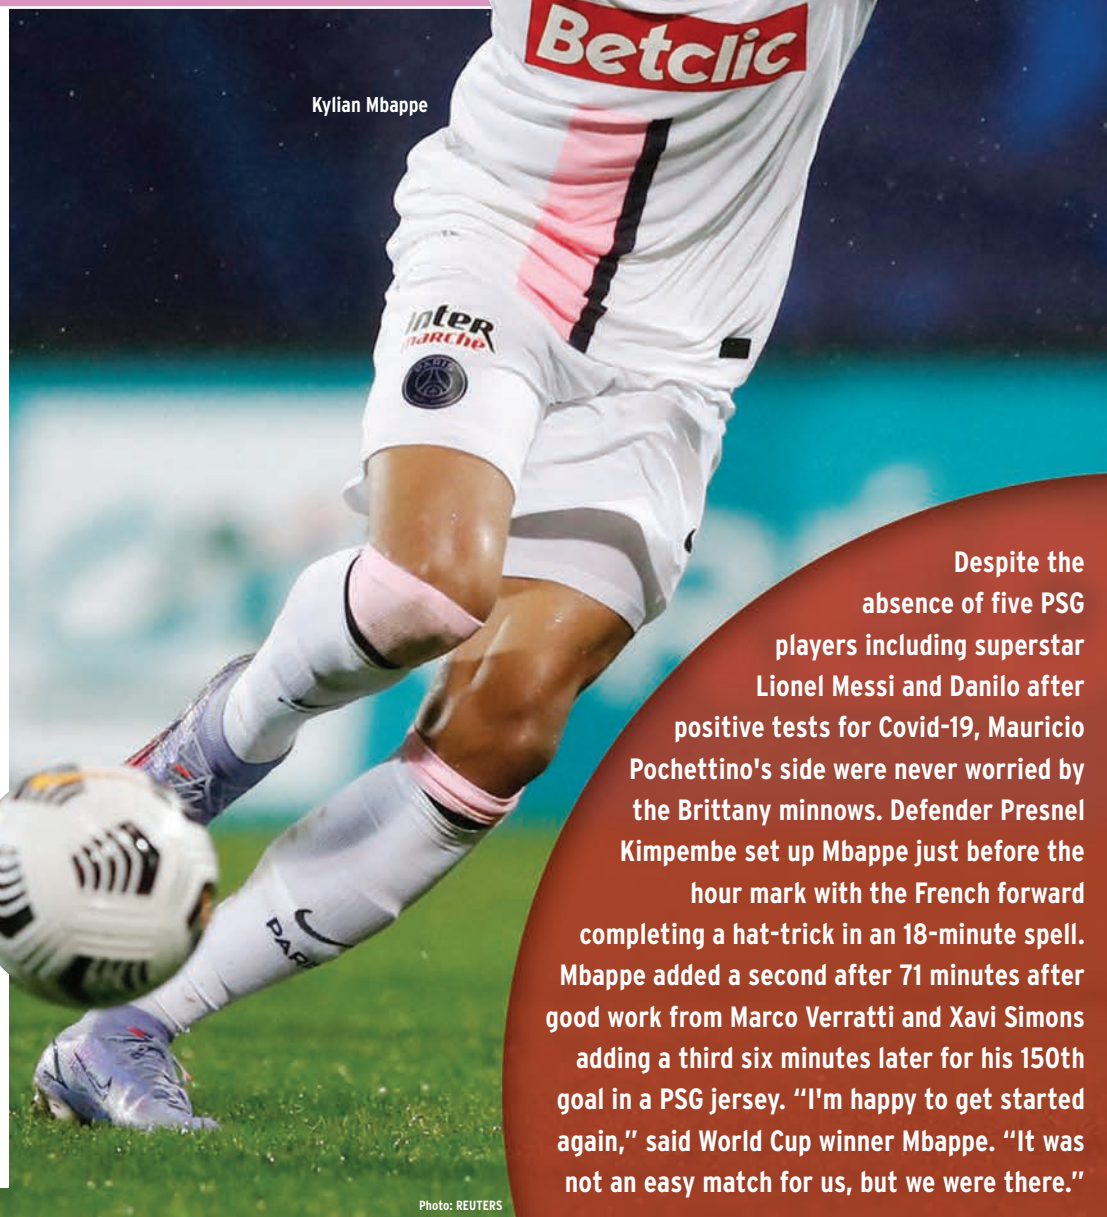 Betclic
Kylian Mbappe
Inter
marche
PARIS
Despite the
absence of five PSG
players including superstar
Lionel Messi and Danilo after
positive tests for Covid-19, Mauricio
Pochettino's side were never worried by
the Brittany minnows. Defender Presnel
Kimpembe set up Mbappe just before the
hour mark with the French forward
completing a hat-trick in an 18-minute spell.
Mbappe added a second after 71 minutes after
good work from Marco Verratti and Xavi Simons
adding a third six minutes later for his 150th
goal in a PSG jersey. “I'm happy to get started
again,” said World Cup winner Mbappe. “It was
not an easy match for us, but we were there.”
Photo: REUTERS